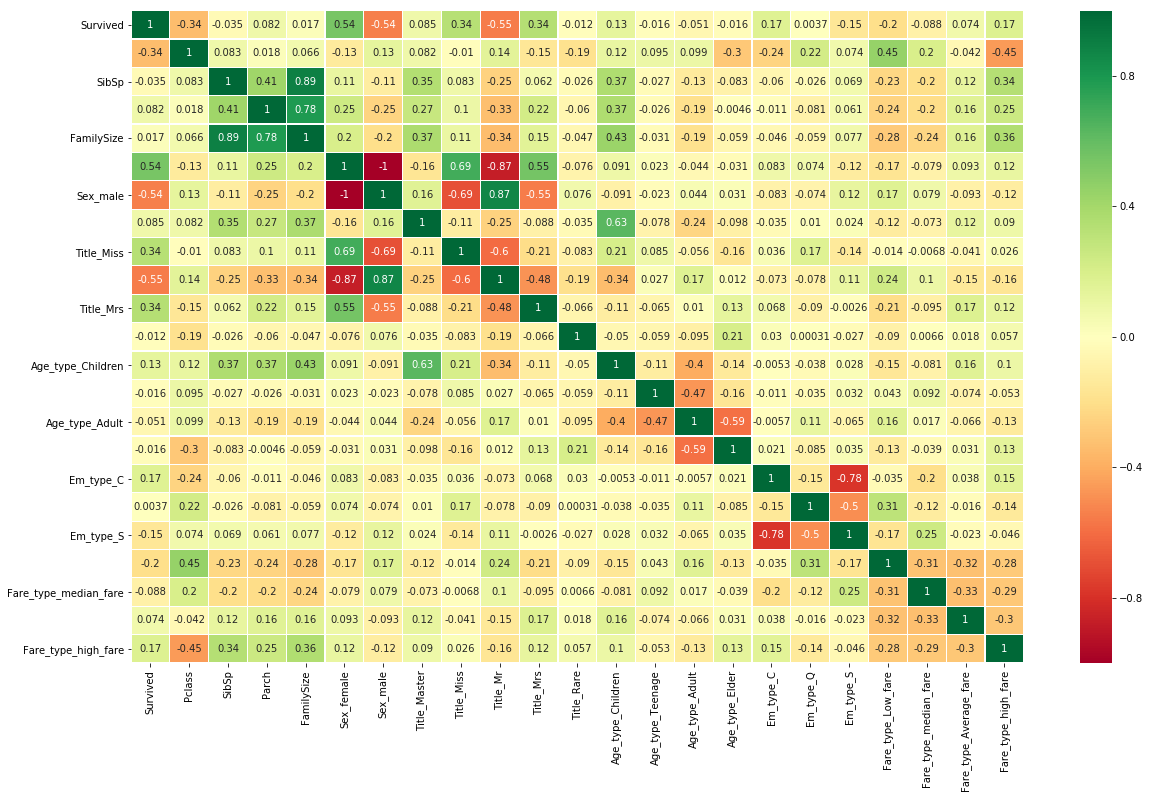 Survived 1 -0.34 -0.035 0.082 0.017 0.54 -0.54 0.085 0.34 -0.55 0.34 -0.012 0.13 -0.016 -0.051 -0.016 0.17 0.0037 -0.15 -0.2 -0.088 0.074 0.17
-0.34 1 0.083 0.018 0.066 -0.13 0.13 0.082 -0.01 0.14 -0.15 -0.19 0.12 0.095 0.099 -0.3 -0.24 0.22 0.074 0.45 0.2 -0.042 -0.45
SibSp -0.035 0.083 1 0.41 0.89 0.11 -0.11 0.35 0.083 -0.25 0.062 -0.026 0.37 -0.027 -0.13 -0.083 -0.06 -0.026 0.069 -0.23 -0.2 0.12 0.34
0.082 0.018 0.41 1 0.78 0.25 -0.25 0.27 0.1 -0.33 0.22 -0.06 0.37 -0.026 -0.19 -0.0046 -0.011 -0.081 0.061 -0.24 -0.2 0.16 0.25
FamilySize 0.017 0.066 0.89 0.78 1 0.2 -0.2 0.37 0.11 -0.34 0.15 -0.047 0.43 -0.031 -0.19 -0.059 -0.046 -0.059 0.077 -0.28 -0.24 0.16 0.36
0.54 -0.13 0.11 0.25 0.2 1 -1 -0.16 0.69 -0.87 0.55 -0.076 0.091 0.023 -0.044 -0.031 0.083 0.074 -0.12 -0.17 -0.079 0.093 0.12
Sex_male -0.54 0.13 -0.11 -0.25 -0.2 -1 1 0.16 -0.69 0.87 -0.55 0.076 -0.091 -0.023 0.044 0.031 -0.083 -0.074 0.12 0.17 0.079 -0.093 -0.12
0.085 0.082 0.35 0.27 0.37 -0.16 0.16 1 -0.11 -0.25 -0.088 -0.035 0.63 -0.078 -0.24 -0.098 -0.035 0.01 0.024 -0.12 -0.073 0.12 0.09
Title_Miss 0.34 -0.01 0.083 0.1 0.11 0.69 -0.69 -0.11 1 -0.6 -0.21 -0.083 0.21 0.085 -0.056 -0.16 0.036 0.17 -0.14 -0.014 -0.0068 -0.041 0.026
-0.55 0.14 -0.25 -0.33 -0.34 -0.87 0.87 -0.25 -0.6 1 -0.48 -0.19 -0.34 0.027 0.17 0.012 -0.073 -0.078 0.11 0.24 0.1 -0.15 -0.16
Title_Mrs 0.34 -0.15 0.062 0.22 0.15 0.55 -0.55 -0.088 -0.21 -0.48 1 -0.066 -0.11 -0.065 0.01 0.13 0.068 -0.09 -0.0026 -0.21 -0.095 0.17 0.12
-0.012 -0.19 -0.026 -0.06 -0.047 -0.076 0.076 -0.035 -0.083 -0.19 -0.066 1 -0.05 -0.059 -0.095 0.21 0.03 0.00031 -0.027 -0.09 0.0066 0.018 0.057
Age_type_Children 0.13 0.12 0.37 0.37 0.43 0.091 -0.091 0.63 0.21 -0.34 -0.11 -0.05 1 -0.11 -0.4 -0.14 -0.0053 -0.038 0.028 -0.15 -0.081 0.16 0.1
-0.016 0.095 -0.027 -0.026 -0.031 0.023 -0.023 -0.078 0.085 0.027 -0.065 -0.059 -0.11 1 -0.47 -0.16 -0.011 -0.035 0.032 0.043 0.092 -0.074 -0.053
Age_type_Adult -0.051 0.099 -0.13 -0.19 -0.19 -0.044 0.044 -0.24 -0.056 0.17 0.01 -0.095 -0.4 -0.47 1 -0.59 -0.0057 0.11 -0.065 0.16 0.017 -0.066 -0.13
-0.016 -0.3 -0.083 -0.0046 -0.059 -0.031 0.031 -0.098 -0.16 0.012 0.13 0.21 -0.14 -0.16 -0.59 1 0.021 -0.085 0.035 -0.13 -0.039 0.031 0.13
Em_type_C 0.17 -0.24 -0.06 -0.011 -0.046 0.083 -0.083 -0.035 0.036 -0.073 0.068 0.03 -0.0053 -0.011 -0.0057 0.021 1 -0.15 -0.78 -0.035 -0.2 0.038 0.15
0.0037 0.22 -0.026 -0.081 -0.059 0.074 -0.074 0.01 0.17 -0.078 -0.09 0.00031 -0.038 -0.035 0.11 -0.085 -0.15 1 -0.5 0.31 -0.12 -0.016 -0.14
Em_type_S -0.15 0.074 0.069 0.061 0.077 -0.12 0.12 0.024 -0.14 0.11 -0.0026 -0.027 0.028 0.032 -0.065 0.035 -0.78 -0.5 1 -0.17 0.25 -0.023 -0.046
-0.2 0.45 -0.23 -0.24 -0.28 -0.17 0.17 -0.12 -0.014 0.24 -0.21 -0.09 -0.15 0.043 0.16 -0.13 -0.035 0.31 -0.17 1 -0.31 -0.32 -0.28
Fare_type_median_fare -0.088 0.2 -0.2 -0.2 -0.24 -0.079 0.079 -0.073 -0.0068 0.1 -0.095 0.0066 -0.081 0.092 0.017 -0.039 -0.2 -0.12 0.25 -0.31 1 -0.33 -0.29
0.074 -0.042 0.12 0.16 0.16 0.093 -0.093 0.12 -0.041 -0.15 0.17 0.018 0.16 -0.074 -0.066 0.031 0.038 -0.016 -0.023 -0.32 -0.33 1 -0.3
Fare_type_high_fare 0.17 -0.45 0.34 0.25 0.36 0.12 -0.12 0.09 0.026 -0.16 0.12 0.057 0.1 -0.053 -0.13 0.13 0.15 -0.14 -0.046 -0.28 -0.29 -0.3 1
Survived
Pclass
SibSp
Parch
FamilySize
Sex_female
Sex_male
Title_Master
Title_Miss
Title_Mr
Title_Mrs
Title_Rare
Age_type_Children
Age_type_Teenage
Age_type_Adult
Age_type_Elder
Em_type_C
Em_type_Q
Em_type_S
Fare_type_Low_fare
Fare_type_median_fare
Fare_type_Average_fare
Fare_type_high_fare
0.8
0.4
0.0
−0.4
−0.8